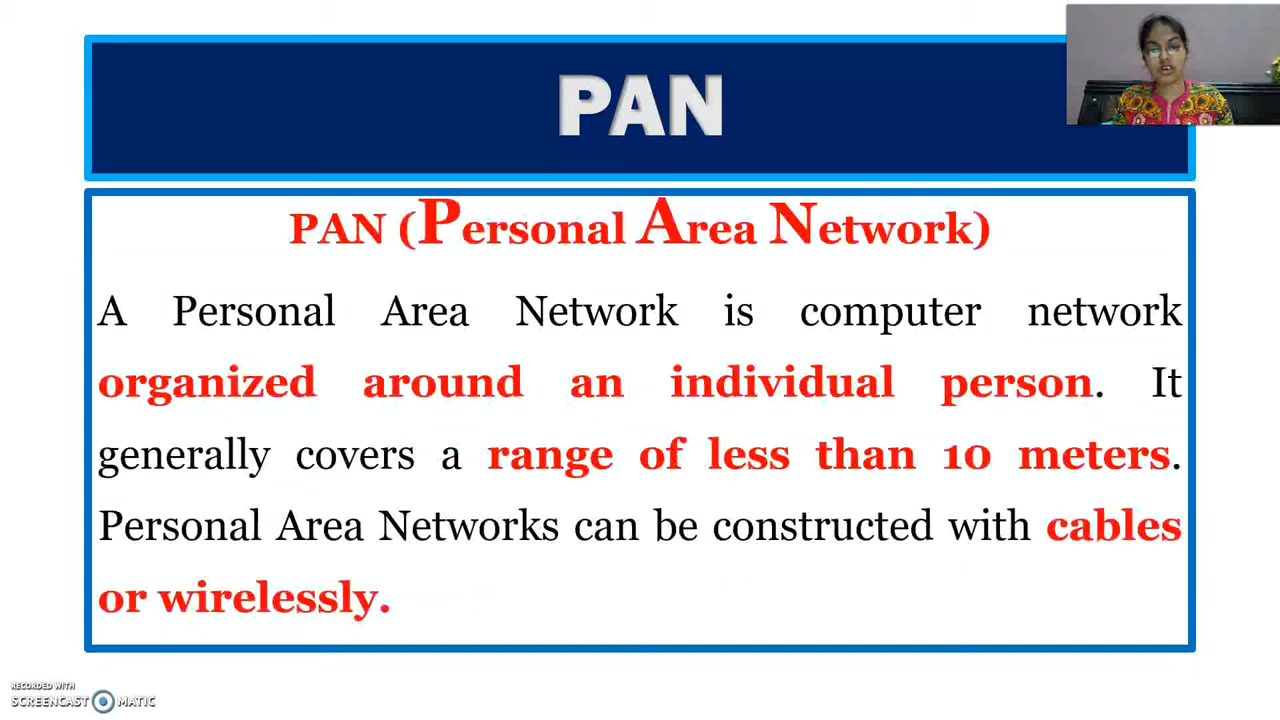 PAN
PAN (Personal Area Network)
A Personal Area Network is computer network
organized around an individual person. It
generally covers a range of less than 10 meters.
Personal Area Networks can be constructed with cables
or wirelessly.
RECORDED WITH
SCREENCAST MATIC